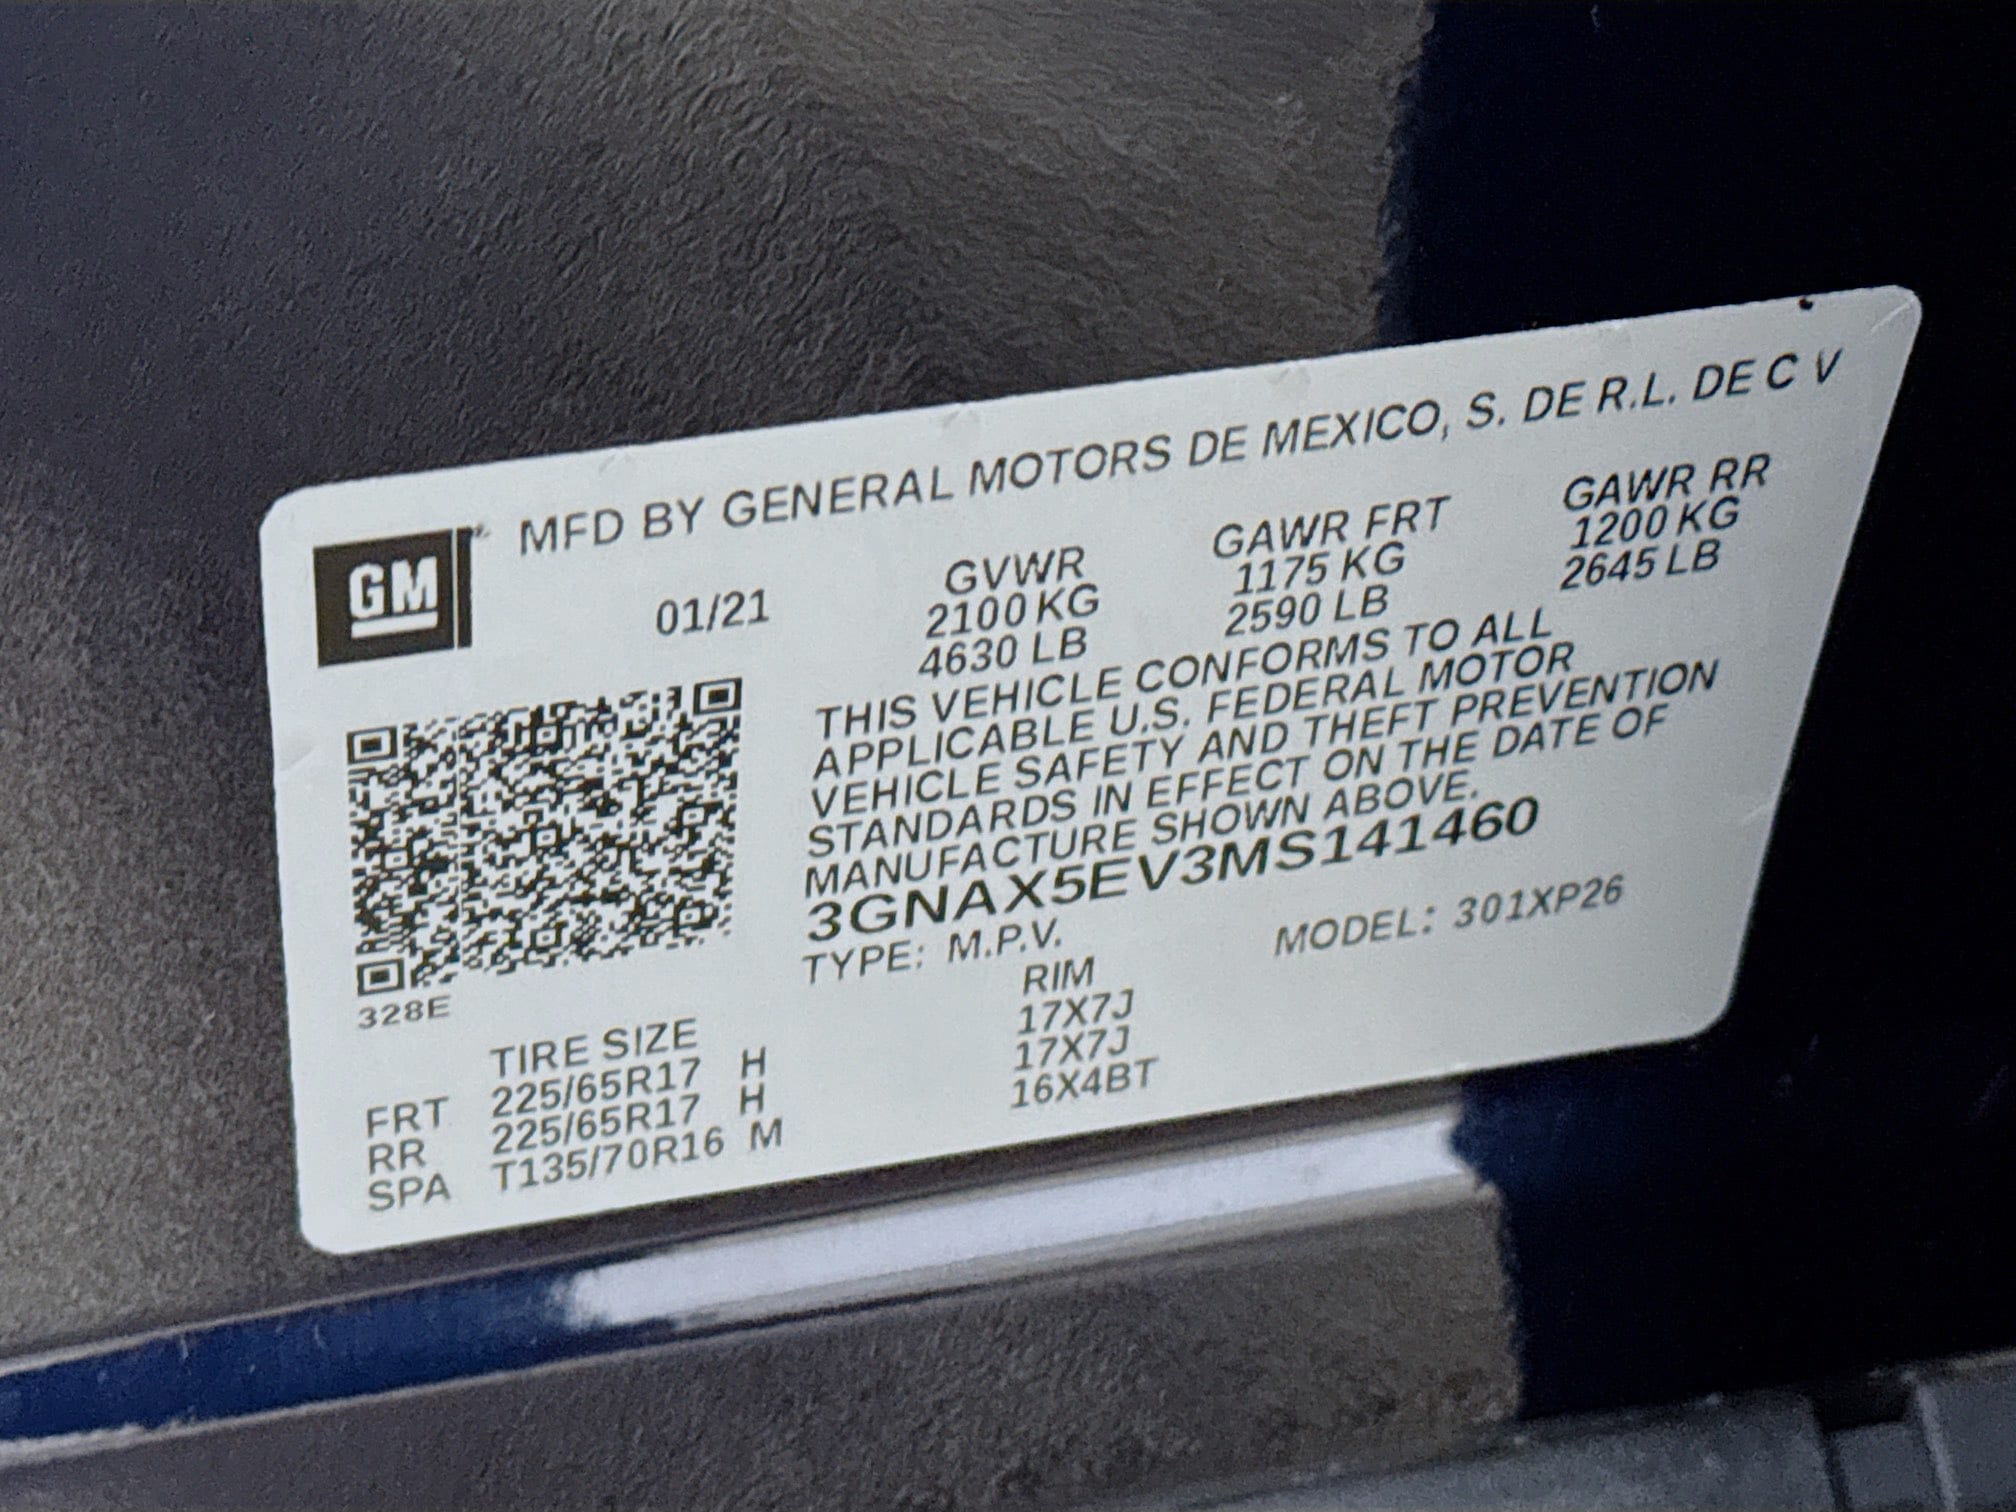 GM
MFD BY GENERAL MOTORS DE MEXICO, S. DE R.L. DE C V
01/21
GVWR
2100 KG
4630 LB
GAWR FRT
1175 KG
2590 LB
GAWR RR
1200 KG
2645 LB
THIS VEHICLE CONFORMS TO ALL
APPLICABLE U.S. FEDERAL MOTOR
VEHICLE SAFETY AND THEFT PREVENTION
STANDARDS IN EFFECT ON THE DATE OF
MANUFACTURE SHOWN ABOVE.
3GNAX5EV3MS141460
TYPE: M.P.V. MODEL: 301XP26
328E
TIRE SIZE RIM
FRT 225/65R17 H 17X7J
RR 225/65R17 H 17X7J
SPA T135/70R16 M 16X4BT